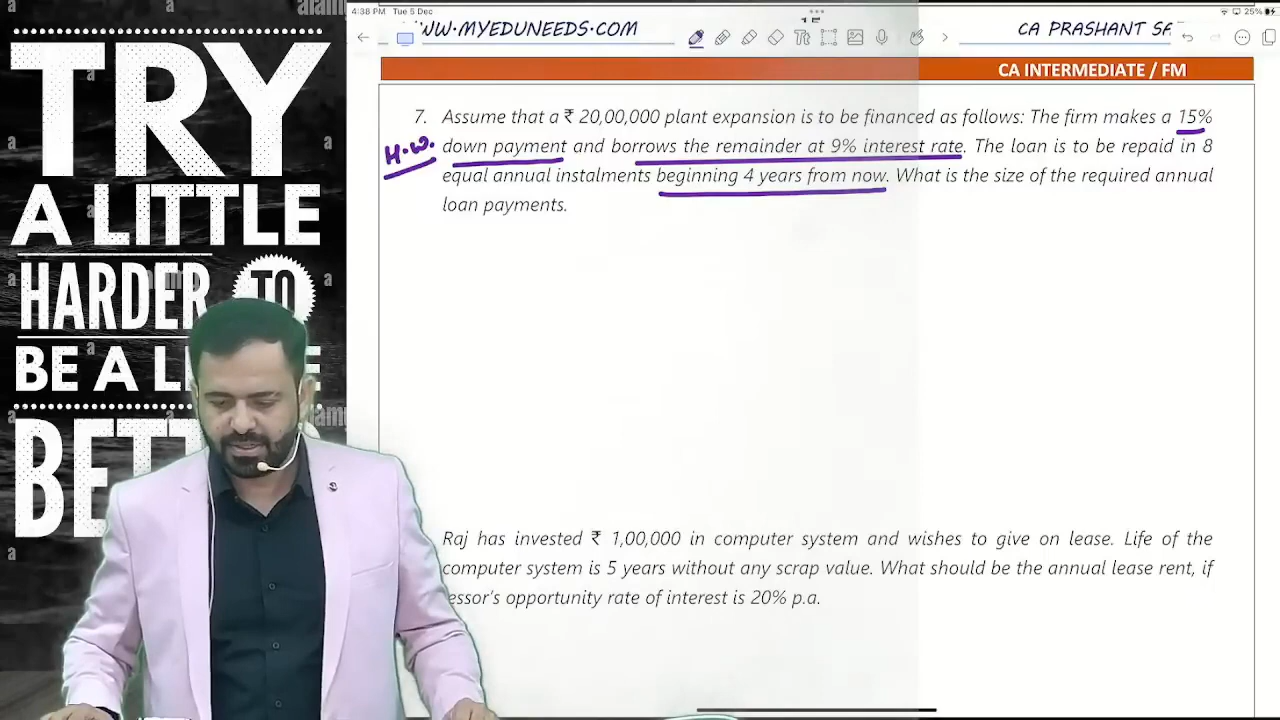 4:38 PM Tue 5 Dec
25%
WW.MYEDUNEEDS.COM
CA PRASHANT SA
CA INTERMEDIATE / FM
TRY
A LITTLE
HARDER TO
BE A
BE
7. Assume that a ₹ 20,00,000 plant expansion is to be financed as follows: The firm makes a 15%
H.W. down payment and borrows the remainder at 9% interest rate. The loan is to be repaid in 8
equal annual instalments beginning 4 years from now. What is the size of the required annual
loan payments.
Raj has invested ₹ 1,00,000 in computer system and wishes to give on lease. Life of the
computer system is 5 years without any scrap value. What should be the annual lease rent, if
essor's opportunity rate of interest is 20% p.a.